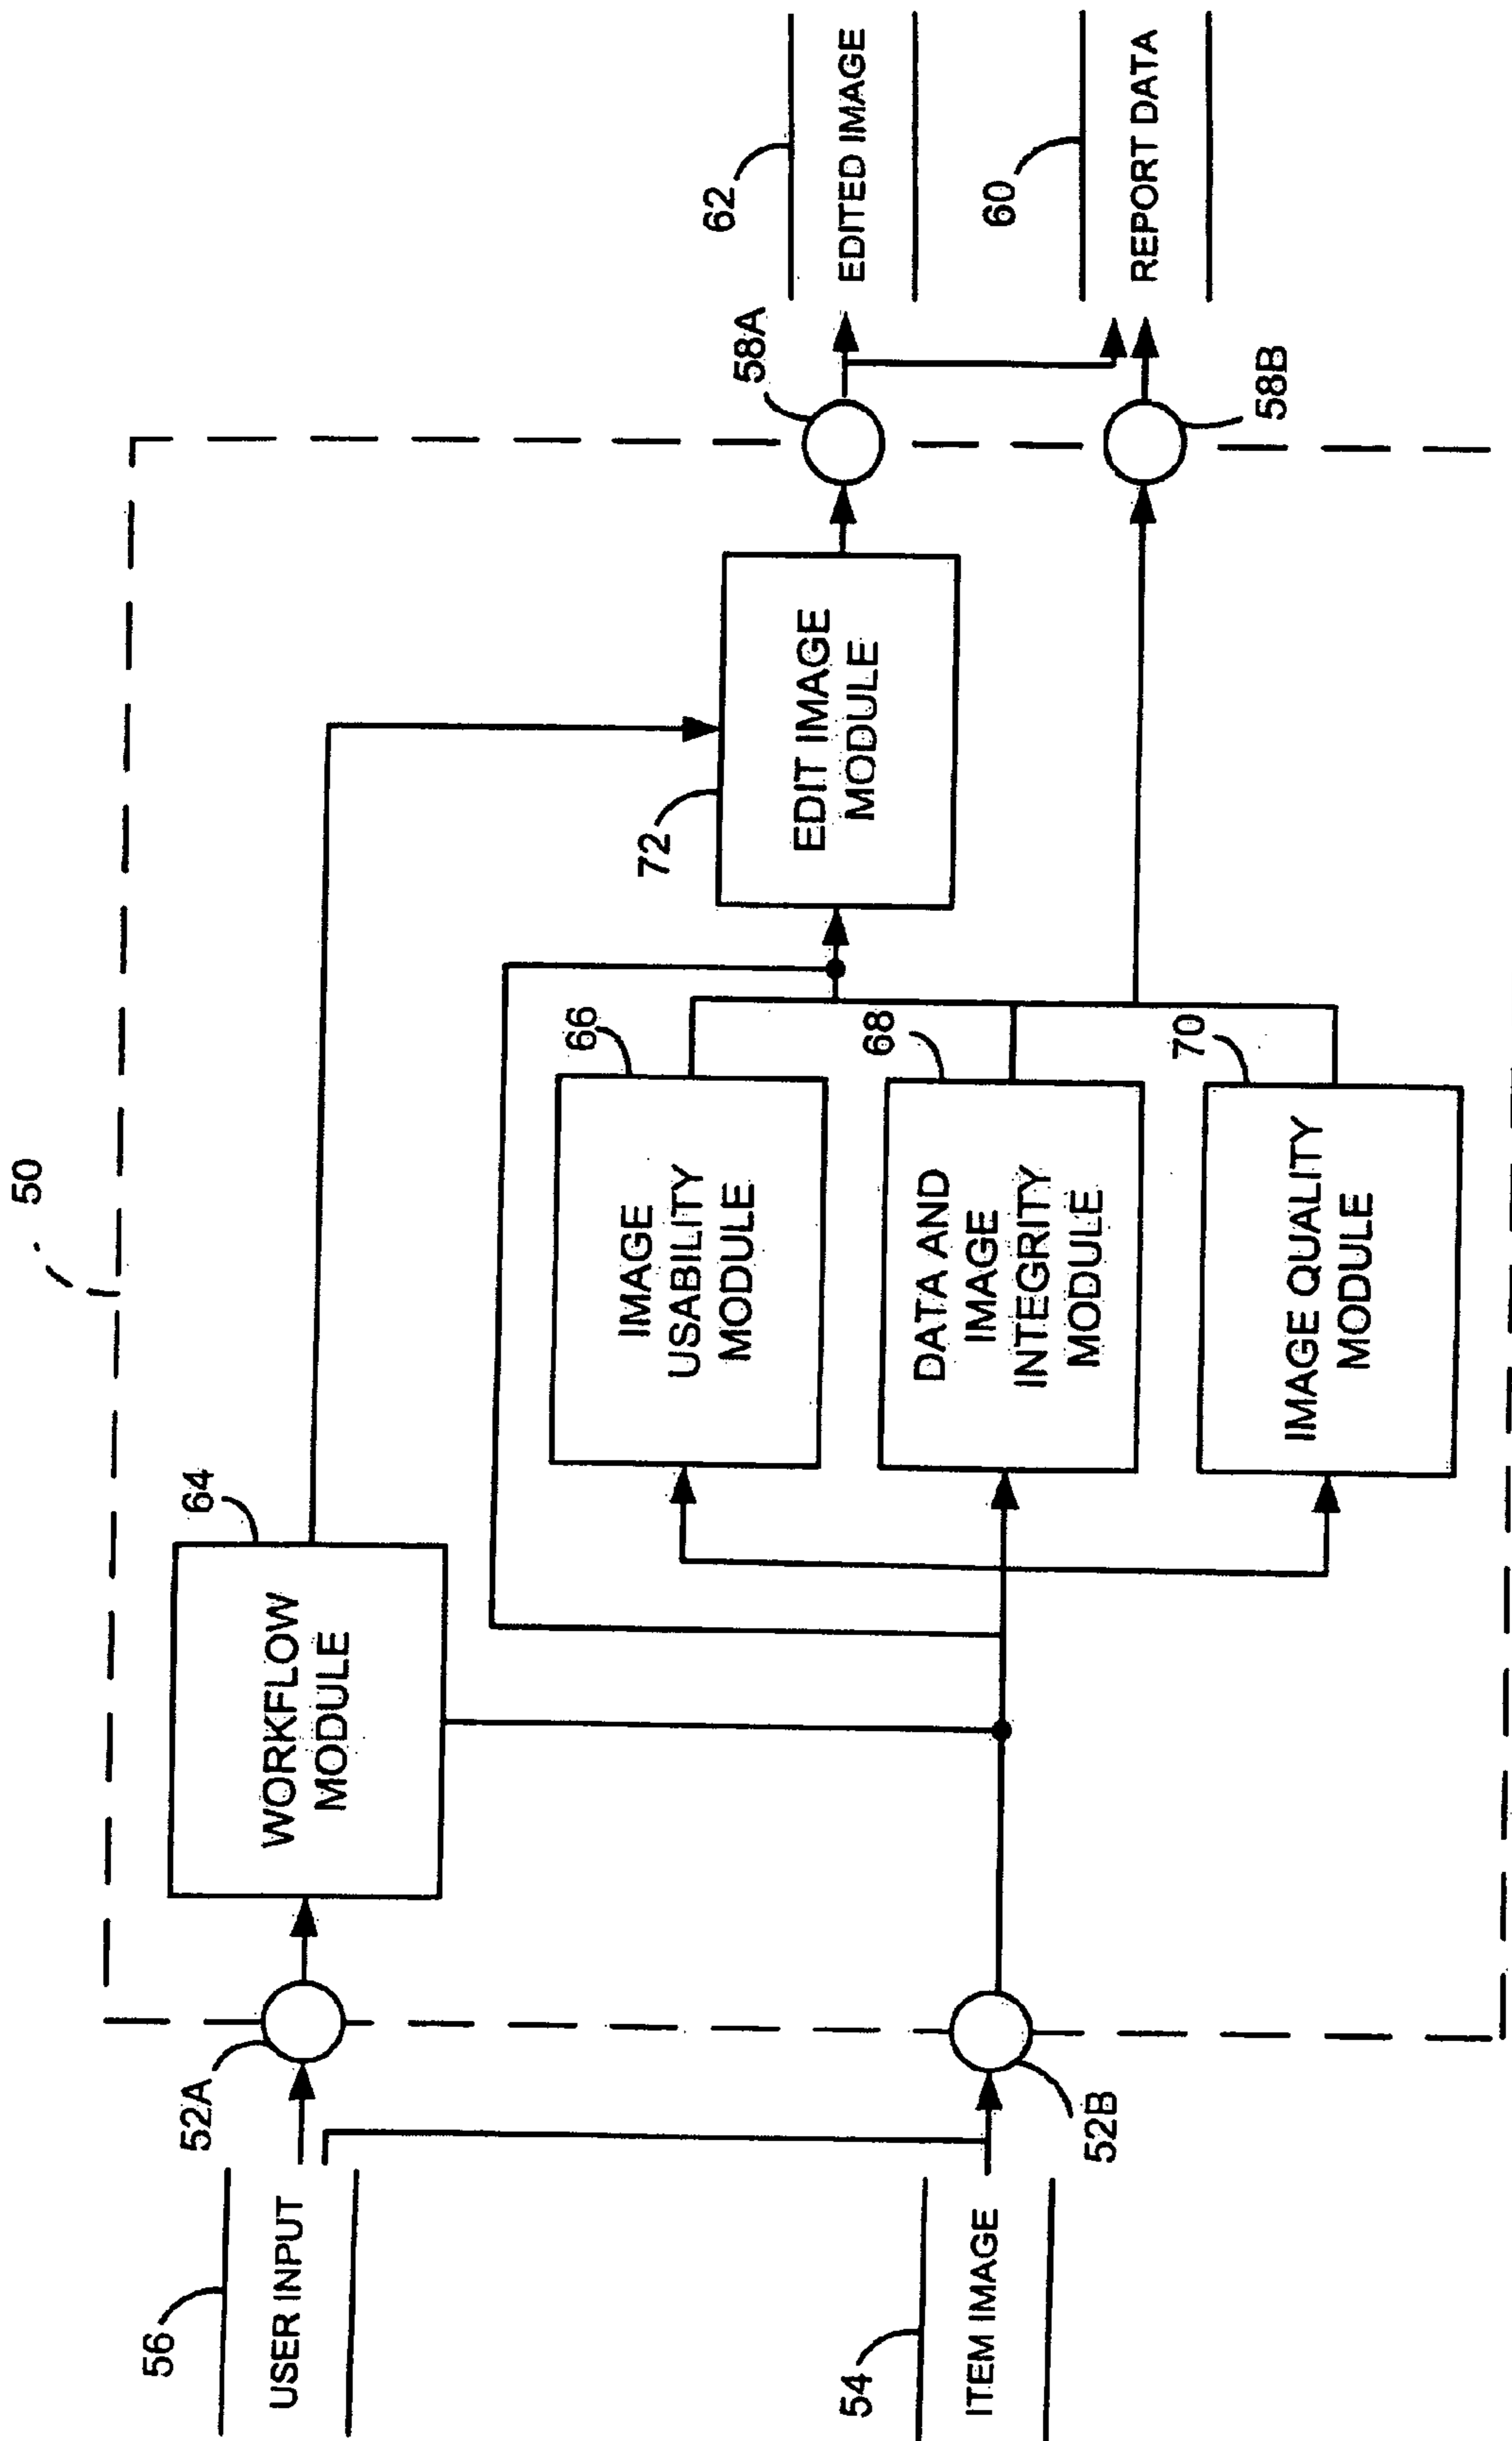 50
56
USER INPUT
52A
64
WORKFLOW
MODULE
54
ITEM IMAGE
52B
66
IMAGE
USABILITY
MODULE
68
DATA AND
IMAGE
INTEGRITY
MODULE
70
IMAGE QUALITY
MODULE
72
EDIT IMAGE
MODULE
58A
58B
62
EDITED IMAGE
60
REPORT DATA